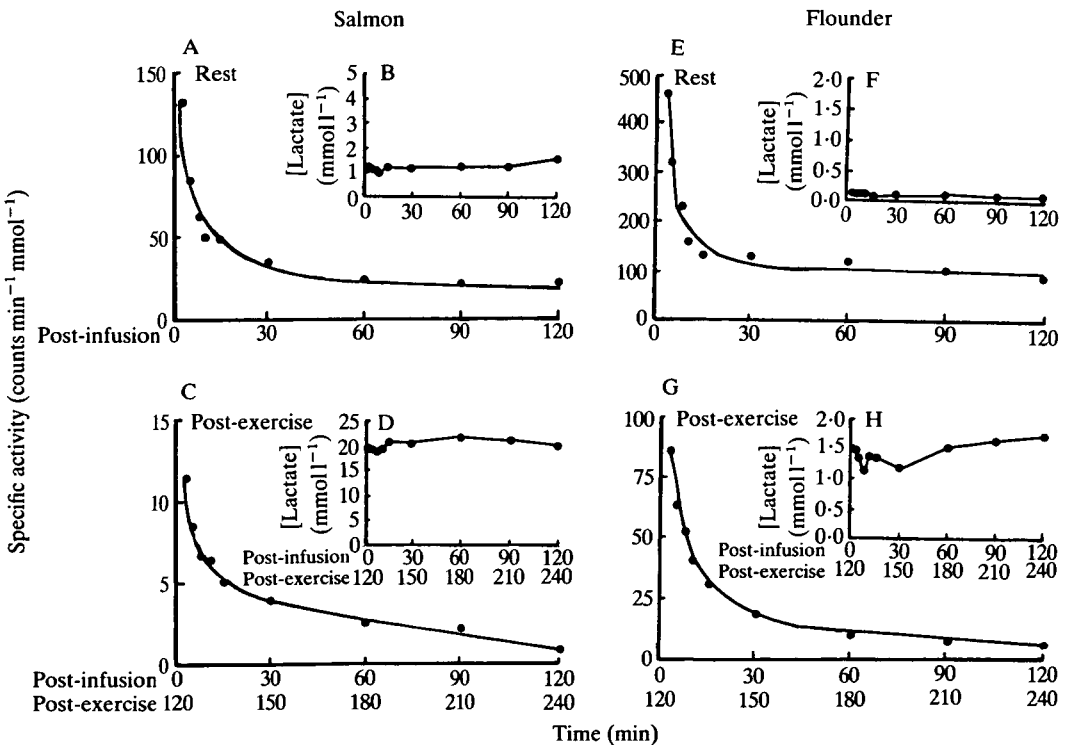 Salmon
Flounder
A
Rest
150
100
50
0
Post-infusion 0 30 60 90 120
B
[Lactate]
(mmol l⁻¹)
5
4
3
2
1
0
0 30 60 90 120
E
Rest
500
400
300
200
100
0
0 30 60 90 120
F
[Lactate]
(mmol l⁻¹)
2·0
1·5
1·0
0·5
0·0
0 30 60 90 120
Specific activity (counts min⁻¹ mmol⁻¹)
C
Post-exercise
15
10
5
0
Post-infusion 0 30 60 90 120
Post-exercise 120 150 180 210 240
D
[Lactate]
(mmol l⁻¹)
25
20
15
10
5
0
Post-infusion 0 30 60 90 120
Post-exercise 120 150 180 210 240
G
Post-exercise
100
75
50
25
0
0 30 60 90 120
120 150 180 210 240
H
[Lactate]
(mmol l⁻¹)
2·0
1·5
1·0
Post-infusion 0 30 60 90 120
Post-exercise 120 150 180 210 240
Time (min)